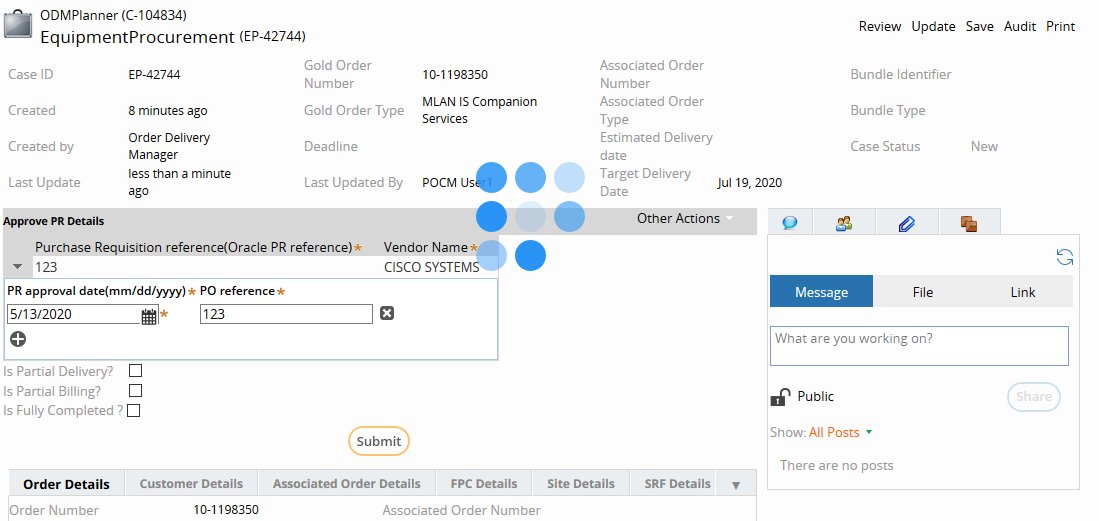 ODMPlanner (C-104834)
EquipmentProcurement (EP-42744)
Review Update Save Audit Print
Case ID EP-42744 Gold Order Number 10-1198350 Associated Order Number Bundle Identifier
Created 8 minutes ago Gold Order Type MLAN IS Companion Services Associated Order Type Bundle Type
Created by Order Delivery Manager Deadline Estimated Delivery date Case Status New
Last Update less than a minute ago Last Updated By POCM User1 Target Delivery Date Jul 19, 2020
Approve PR Details Other Actions
Purchase Requisition reference(Oracle PR reference)* Vendor Name*
123 CISCO SYSTEMS
PR approval date(mm/dd/yyyy)* PO reference*
5/13/2020 * 123
Is Partial Delivery?
Is Partial Billing?
Is Fully Completed ?
Submit
Order Details Customer Details Associated Order Details FPC Details Site Details SRF Details
Order Number 10-1198350 Associated Order Number
Message File Link
What are you working on?
Public Share
Show: All Posts
There are no posts